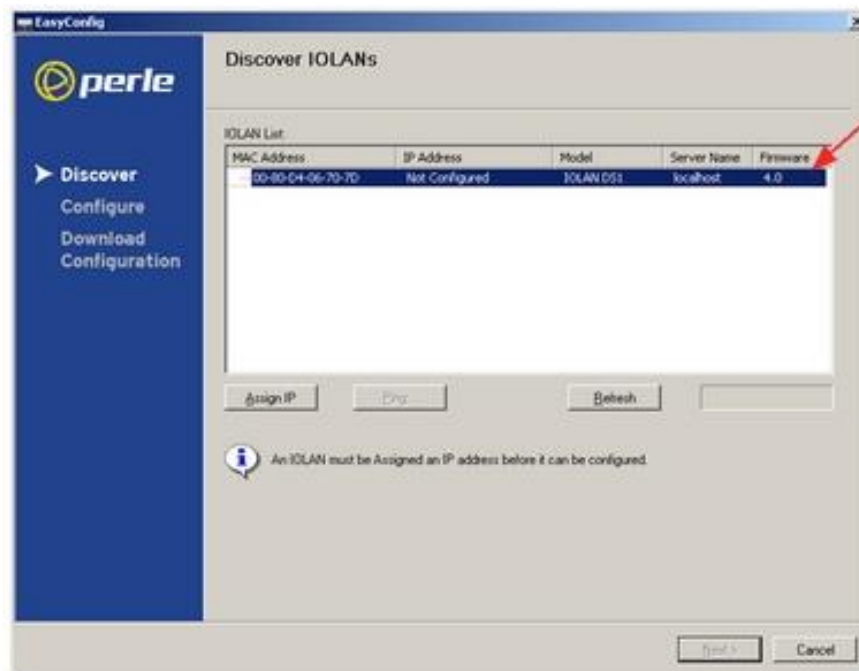 EasyConfig
perle
Discover IOLANs
Discover
Configure
Download
Configuration
IOLAN List:
MAC Address IP Address Model Server Name Firmware
00-80-D4-06-70-7D Not Configured IOLAN DS1 localhost 4.0
Assign IP Ping Refresh
An IOLAN must be Assigned an IP address before it can be configured.
Next > Cancel